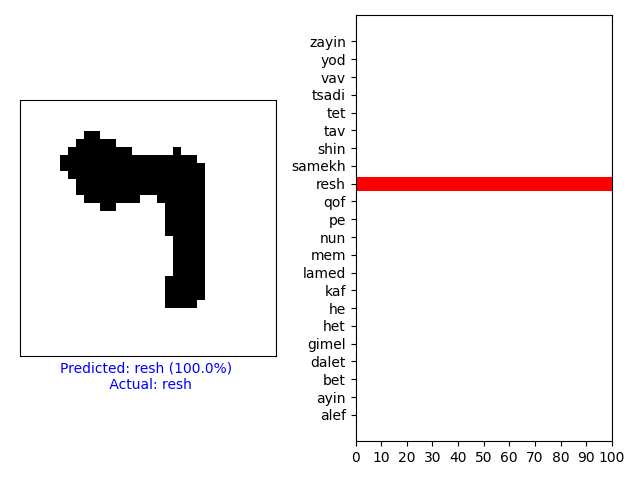 ר
Predicted: resh (100.0%)
Actual: resh
zayin
yod
vav
tsadi
tet
tav
shin
samekh
resh
qof
pe
nun
mem
lamed
kaf
he
het
gimel
dalet
bet
ayin
alef
0 10 20 30 40 50 60 70 80 90 100